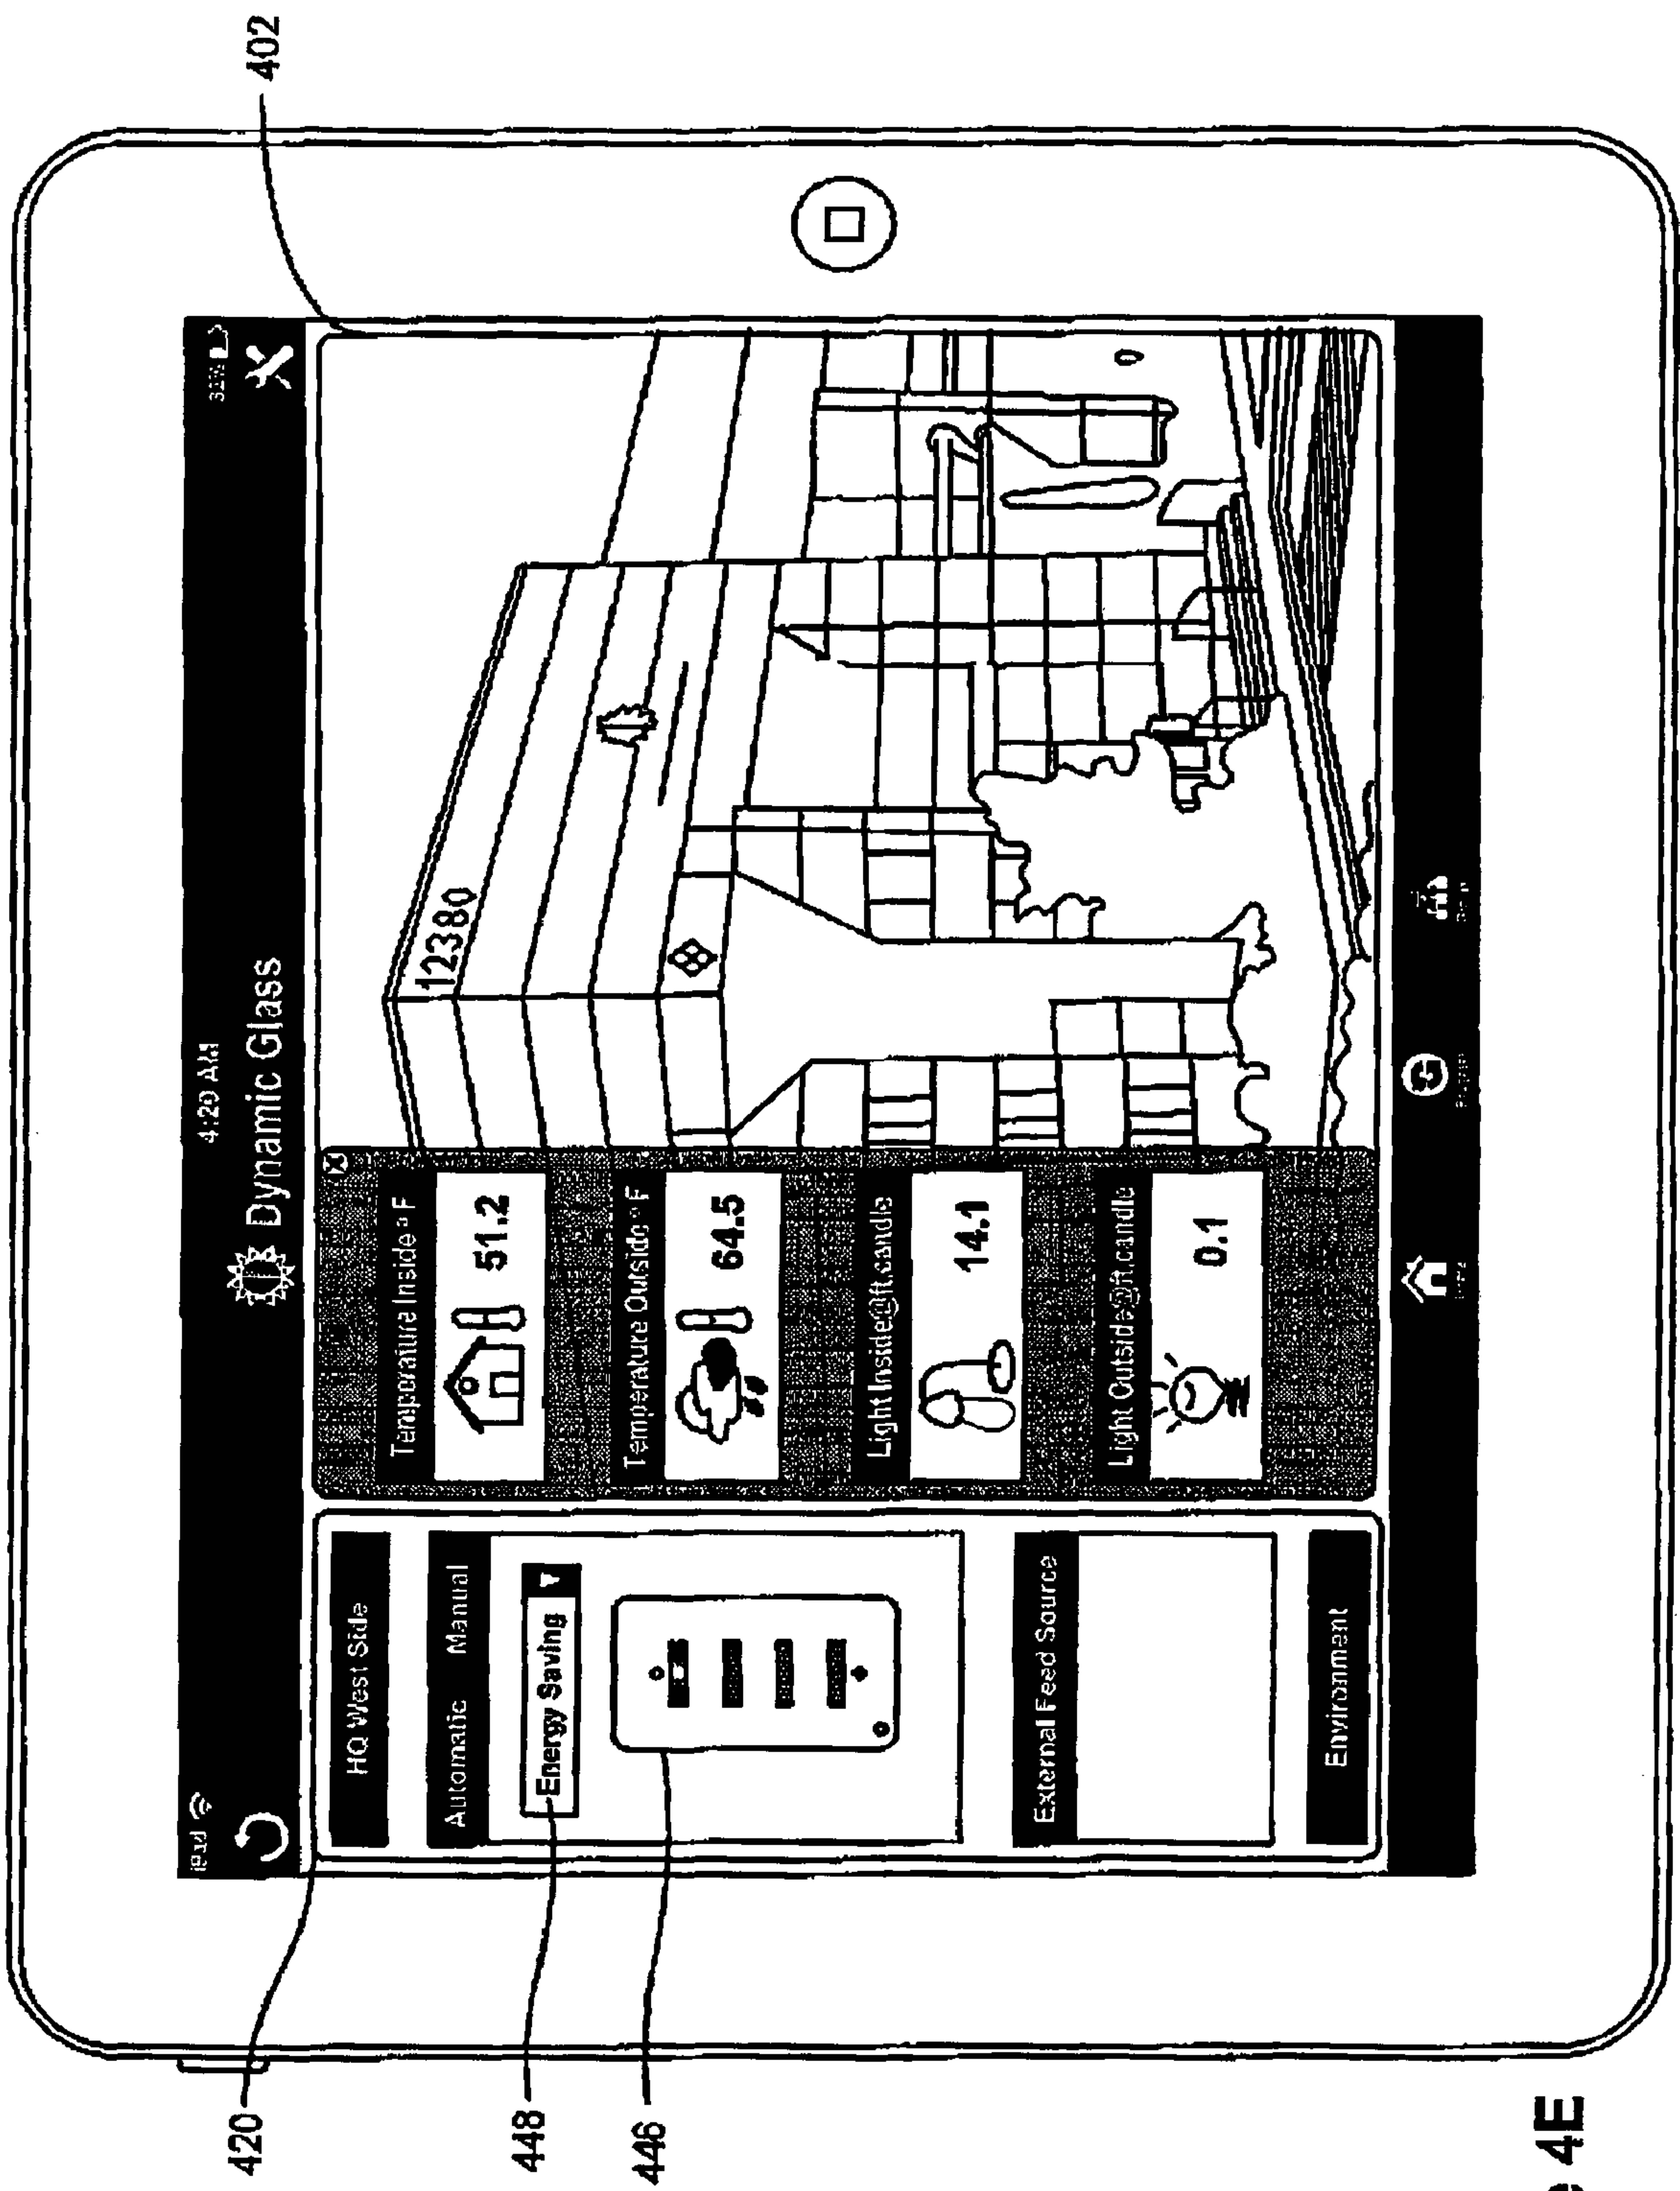 402
iPad
4:20 AM
Dynamic Glass
420
HQ West Side
Automatic Manual
448
Energy Saving
446
External Feed Source
Environment
Temperature Inside °F
51.2
Temperature Outside °F
64.5
Light Inside@ft.candle
14.1
Light Outside@ft.candle
0.1
12380
4E